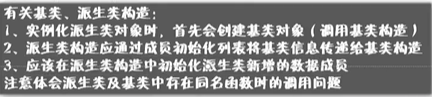 有关基类、派生类构造：
1、实例化派生类对象时，首先会创建基类对象（调用基类构造）
2、派生类构造应通过成员初始化列表将基类信息传递给基类构造
3、应该在派生类构造中初始化派生类新增的数据成员
注意体会派生类及基类中存在同名函数时的调用问题